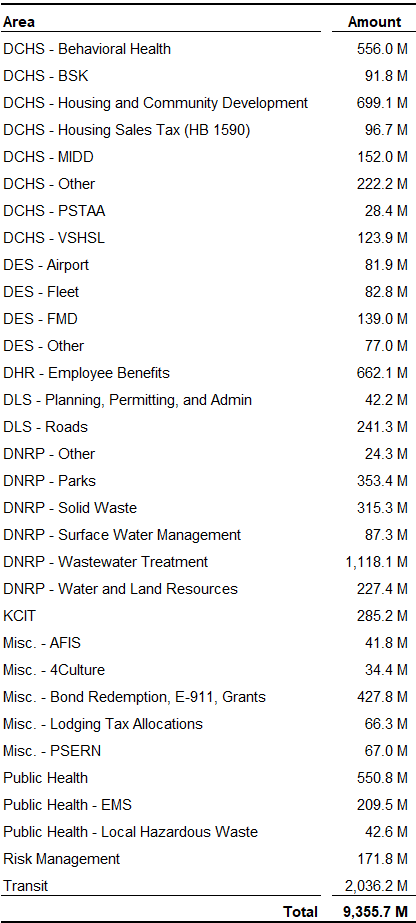 Area Amount
DCHS - Behavioral Health 556.0 M
DCHS - BSK 91.8 M
DCHS - Housing and Community Development 699.1 M
DCHS - Housing Sales Tax (HB 1590) 96.7 M
DCHS - MIDD 152.0 M
DCHS - Other 222.2 M
DCHS - PSTAA 28.4 M
DCHS - VSHSL 123.9 M
DES - Airport 81.9 M
DES - Fleet 82.8 M
DES - FMD 139.0 M
DES - Other 77.0 M
DHR - Employee Benefits 662.1 M
DLS - Planning, Permitting, and Admin 42.2 M
DLS - Roads 241.3 M
DNRP - Other 24.3 M
DNRP - Parks 353.4 M
DNRP - Solid Waste 315.3 M
DNRP - Surface Water Management 87.3 M
DNRP - Wastewater Treatment 1,118.1 M
DNRP - Water and Land Resources 227.4 M
KCIT 285.2 M
Misc. - AFIS 41.8 M
Misc. - 4Culture 34.4 M
Misc. - Bond Redemption, E-911, Grants 427.8 M
Misc. - Lodging Tax Allocations 66.3 M
Misc. - PSERN 67.0 M
Public Health 550.8 M
Public Health - EMS 209.5 M
Public Health - Local Hazardous Waste 42.6 M
Risk Management 171.8 M
Transit 2,036.2 M
Total 9,355.7 M